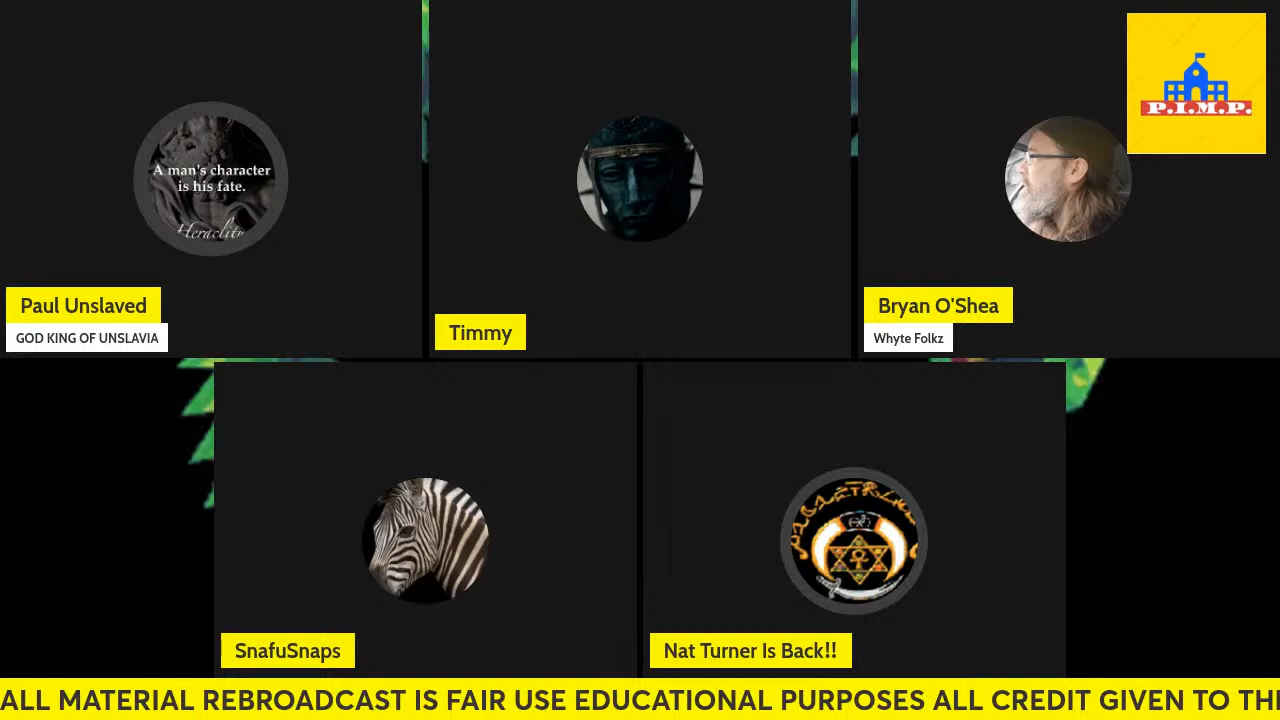 P.I.M.P.
A man's character
is his fate.
Paul Unslaved
GOD KING OF UNSLAVIA
Timmy
Bryan O'Shea
Whyte Folkz
SnafuSnaps
Nat Turner Is Back!!
ALL MATERIAL REBROADCAST IS FAIR USE EDUCATIONAL PURPOSES ALL CREDIT GIVEN TO